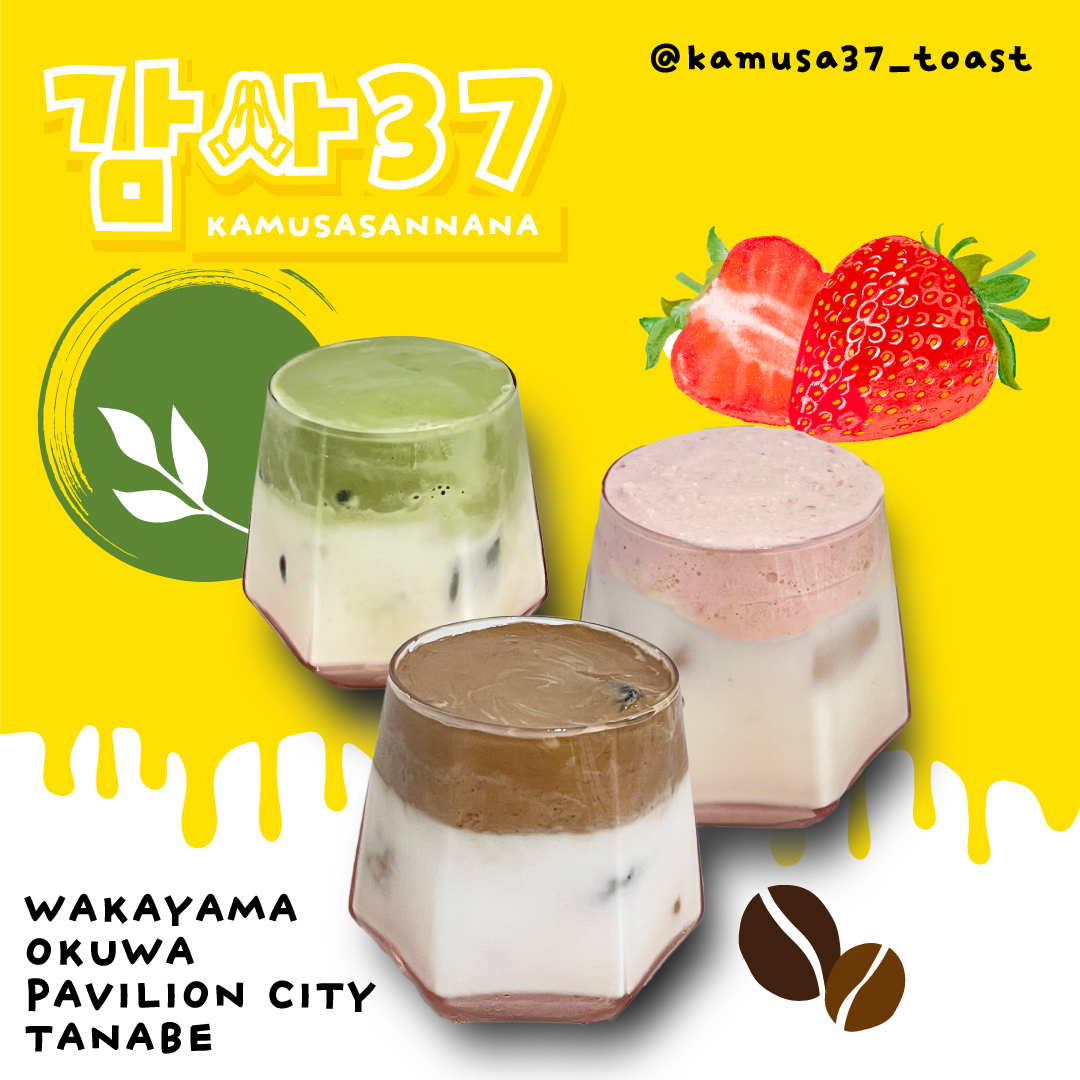 감사37
KAMUSASANNANA
@kamusa37_toast
WAKAYAMA
OKUWA
PAVILION CITY
TANABE